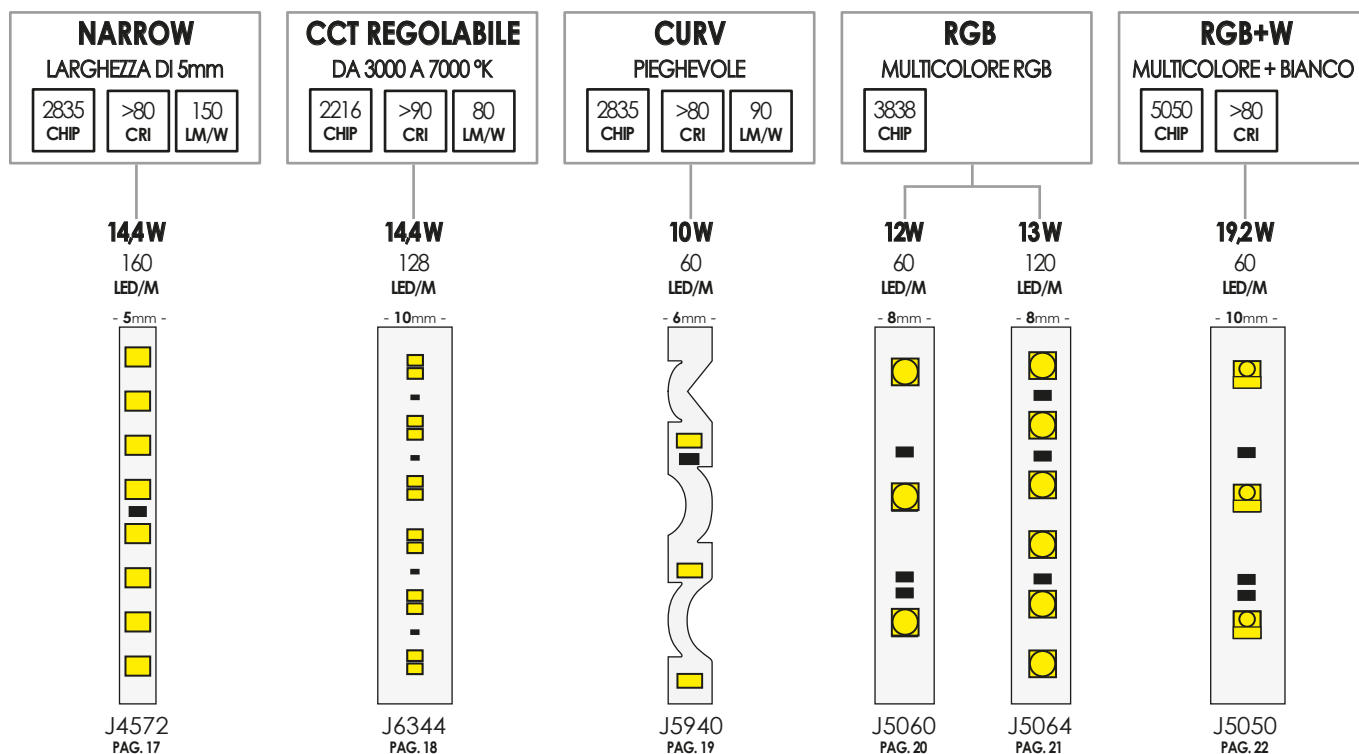 NARROW
LARGHEZZA DI 5mm
2835
CHIP
>80
CRI
150
LM/W
14,4W
160
LED/M
- 5mm -
J4572
PAG. 17
CCT REGOLABILE
DA 3000 A 7000 °K
2216
CHIP
>90
CRI
80
LM/W
14,4W
128
LED/M
- 10mm -
J6344
PAG. 18
CURV
PIEGHEVOLE
2835
CHIP
>80
CRI
90
LM/W
10W
60
LED/M
- 6mm -
J5940
PAG. 19
RGB
MULTICOLORE RGB
3838
CHIP
12W
60
LED/M
- 8mm -
J5060
PAG. 20
13W
120
LED/M
- 8mm -
J5064
PAG. 21
RGB+W
MULTICOLORE + BIANCO
5050
CHIP
>80
CRI
19,2W
60
LED/M
- 10mm -
J5050
PAG. 22